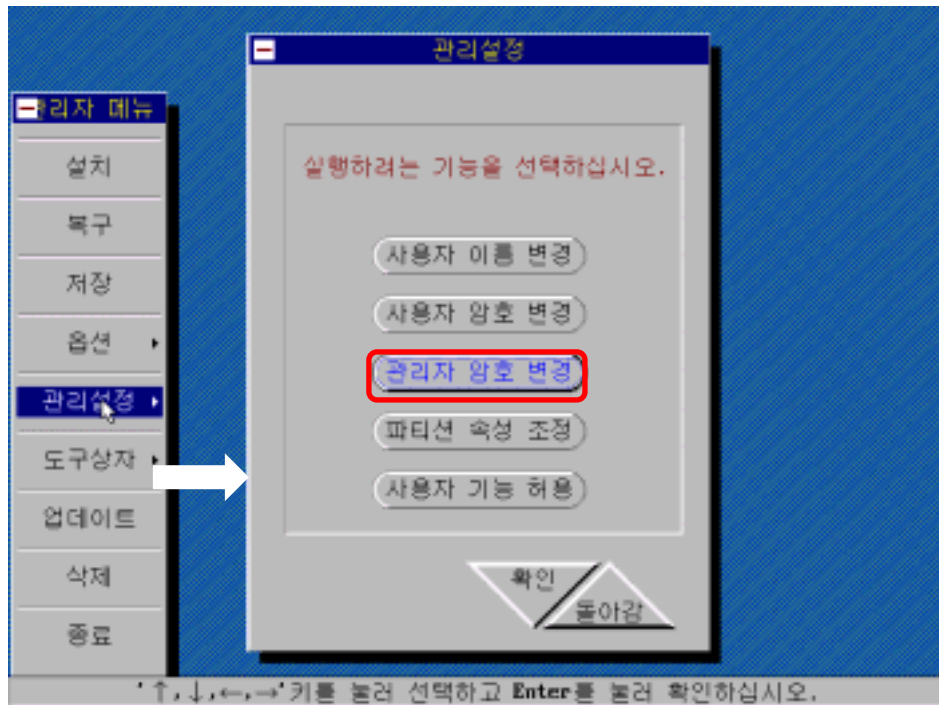 관리자 메뉴
설치
복구
저장
옵션
관리설정
도구상자
업데이트
삭제
종료
관리설정
실행하려는 기능을 선택하십시오.
사용자 이름 변경
사용자 암호 변경
관리자 암호 변경
파티션 속성 조정
사용자 기능 허용
확인
돌아감
'↑,↓,←,→'키를 눌러 선택하고 Enter를 눌러 확인하십시오.